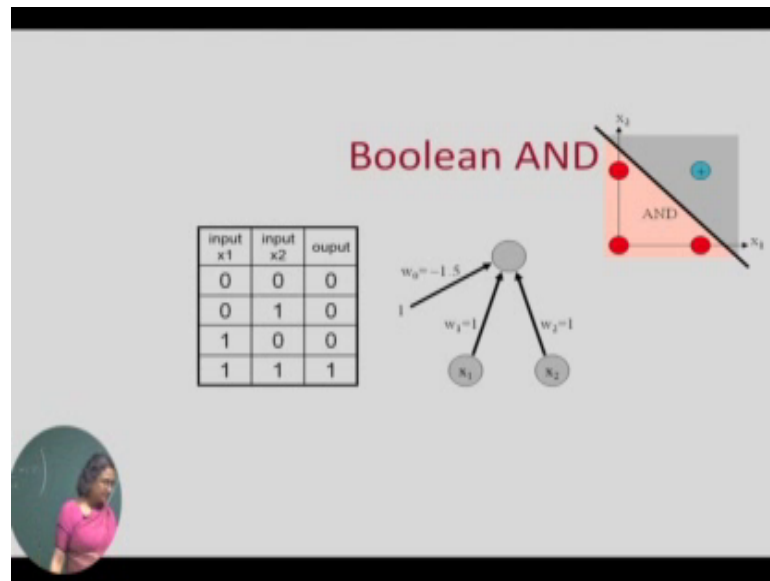 Boolean AND
x₂
AND
x₁
input x1 input x2 ouput
0 0 0
0 1 0
1 0 0
1 1 1
w₀=−1.5
1
w₁=1
w₂=1
x₁
x₂
+